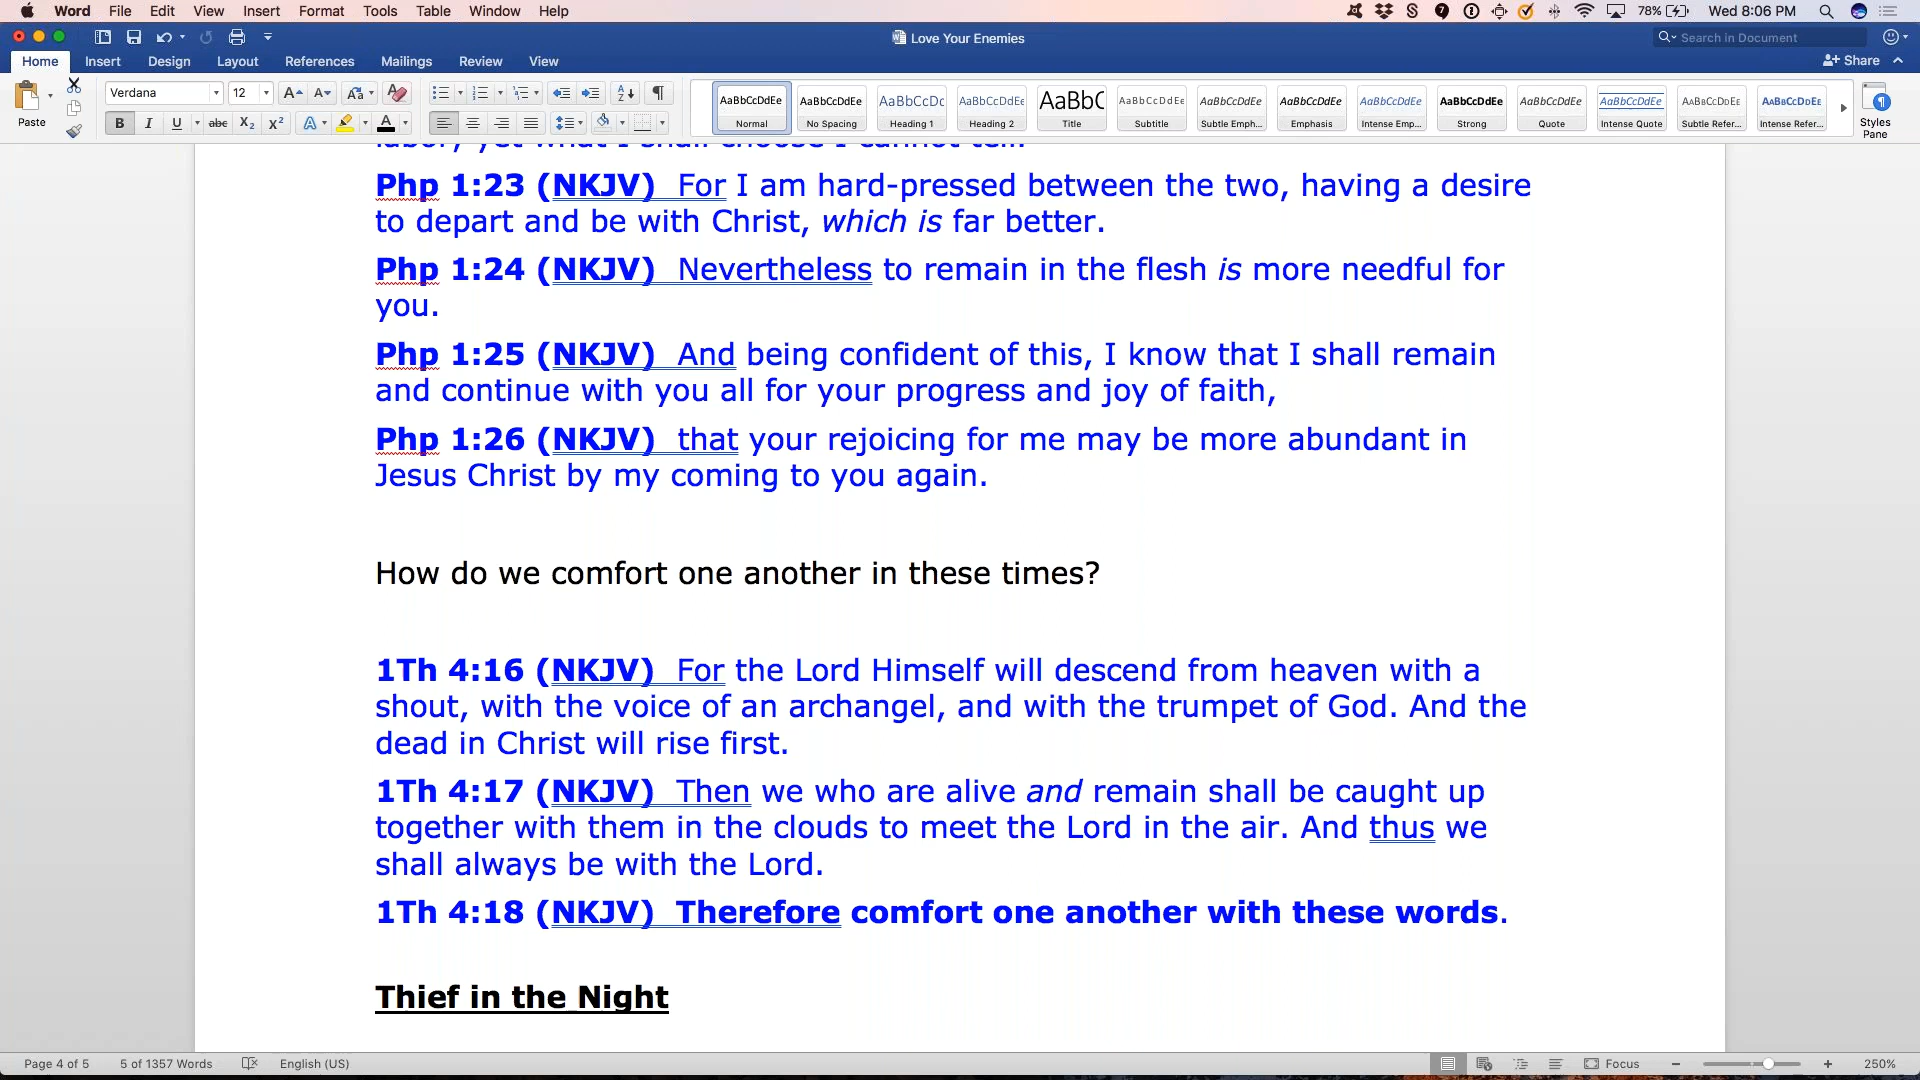 Word File Edit View Insert Format Tools Table Window Help 78% Wed 8:06 PM
Love Your Enemies Search in Document
Home Insert Design Layout References Mailings Review View Share
Paste Verdana 12
AaBbCcDdEe AaBbCcDdEe AaBbCcDc AaBbCcDdEe AaBbC AaBbCcDdEe AaBbCcDdEe AaBbCcDdEe AaBbCcDdEe AaBbCcDdEe AaBbCcDdEe AaBbCcDdEe AaBbCcDdEe AaBbCcDdEe
Normal No Spacing Heading 1 Heading 2 Title Subtitle Subtle Emph... Emphasis Intense Emp... Strong Quote Intense Quote Subtle Refer... Intense Refer... Styles Pane
labor; yet what I shall choose I cannot tell.
Php 1:23 (NKJV) For I am hard-pressed between the two, having a desire
to depart and be with Christ, which is far better.
Php 1:24 (NKJV) Nevertheless to remain in the flesh is more needful for
you.
Php 1:25 (NKJV) And being confident of this, I know that I shall remain
and continue with you all for your progress and joy of faith,
Php 1:26 (NKJV) that your rejoicing for me may be more abundant in
Jesus Christ by my coming to you again.
How do we comfort one another in these times?
1Th 4:16 (NKJV) For the Lord Himself will descend from heaven with a
shout, with the voice of an archangel, and with the trumpet of God. And the
dead in Christ will rise first.
1Th 4:17 (NKJV) Then we who are alive and remain shall be caught up
together with them in the clouds to meet the Lord in the air. And thus we
shall always be with the Lord.
1Th 4:18 (NKJV) Therefore comfort one another with these words.
Thief in the Night
Page 4 of 5 5 of 1357 Words English (US) Focus 250%